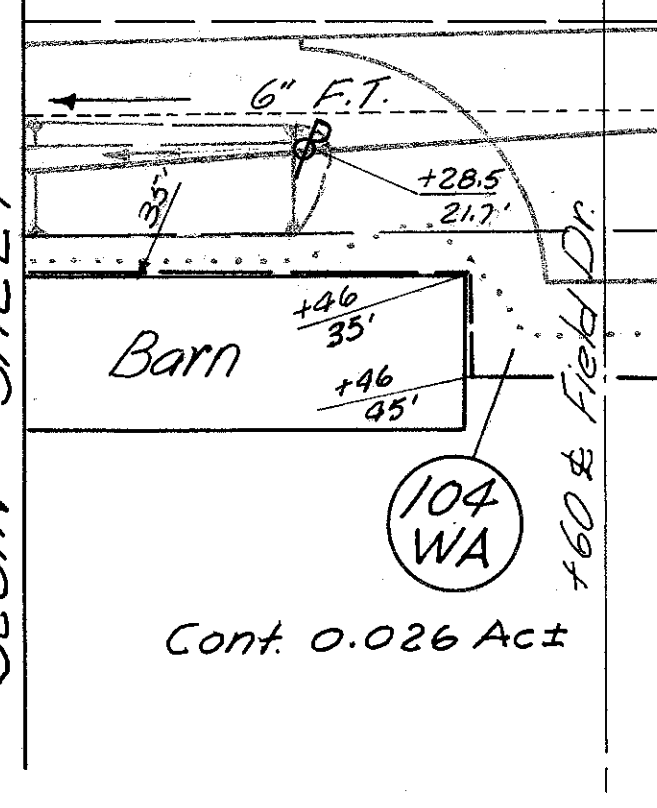 6" F.T.
+28.5
21.7'
35'
+46
35'
Barn
+46
45'
104
WA
+60 ℄ Field Dr.
Cont. 0.026 Ac±